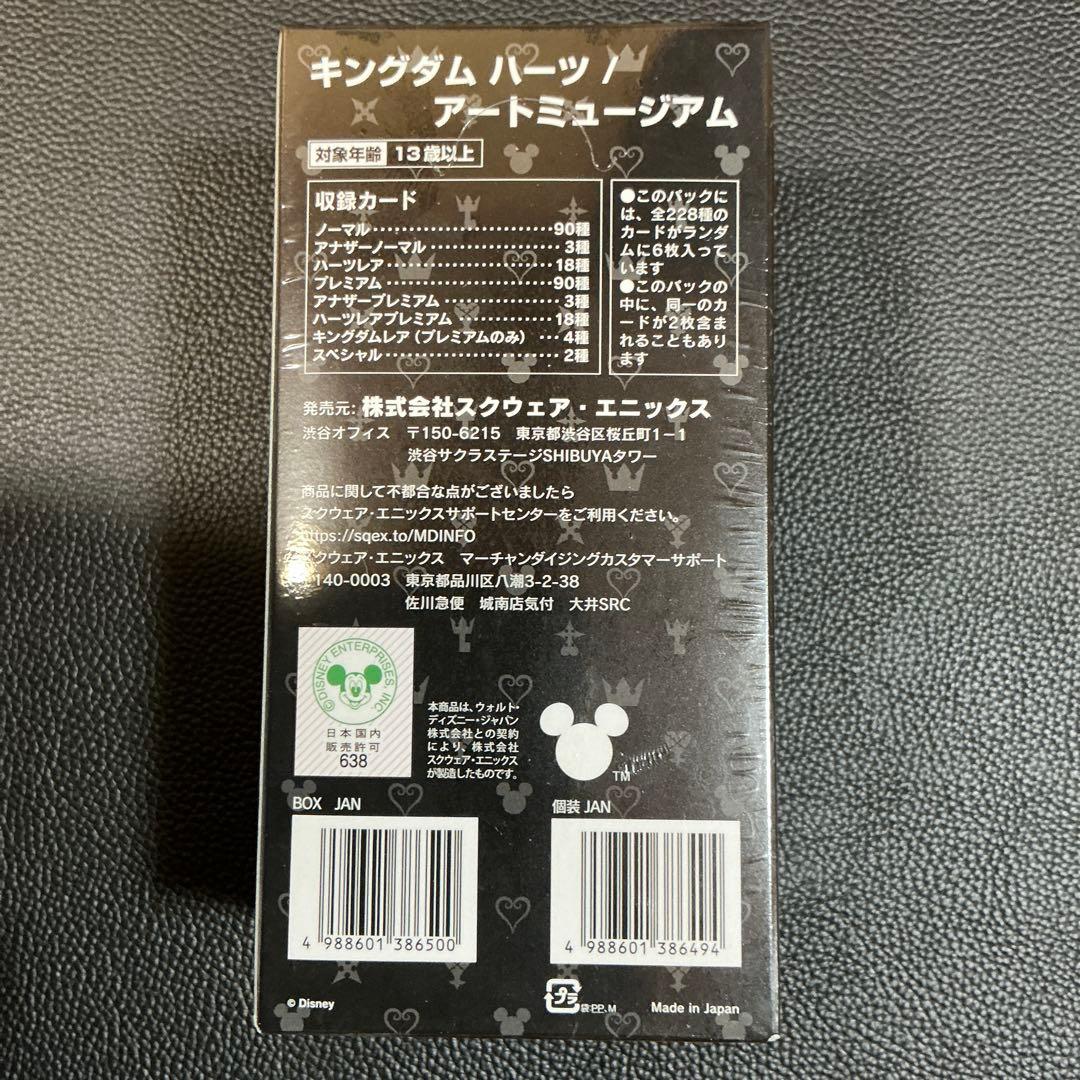 キングダム ハーツ /
アートミュージアム
対象年齢 13歳以上
収録カード
ノーマル……………………………90種
アナザーノーマル……………………3種
ハーツレア…………………………18種
プレミアム…………………………90種
アナザープレミアム…………………3種
ハーツレアプレミアム………………18種
キングダムレア(プレミアムのみ)…4種
スペシャル……………………………2種
●このパックに
は、全228種の
カードがランダ
ムに6枚入って
います
●このパックの
中に、同一のカ
ードが2枚含ま
れることもあり
ます
発売元: 株式会社スクウェア・エニックス
渋谷オフィス 〒150-6215 東京都渋谷区桜丘町1-1
渋谷サクラステージSHIBUYAタワー
商品に関して不都合な点がございましたら
スクウェア・エニックスサポートセンターをご利用ください。
https://sqex.to/MDINFO
スクウェア・エニックス マーチャンダイジングカスタマーサポート
〒140-0003 東京都品川区八潮3-2-38
佐川急便 城南店気付 大井SRC
©DISNEY ENTERPRISES, INC.
日本国内
販売許可
638
本商品は、ウォルト・
ディズニー・ジャパン
株式会社との契約
により、株式会社
スクウェア・エニックス
が製造したものです。
TM
BOX JAN
4 988601 386500
個装 JAN
4 988601 386494
© Disney
プラ
袋:PP、M
Made in Japan